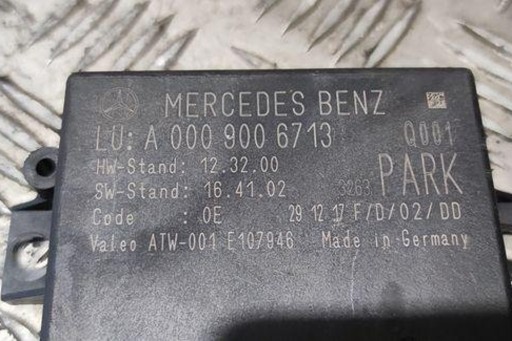 MERCEDES BENZ
LU: A 000 900 6713 Q001
HW-Stand: 12.32.00
SW-Stand: 16.41.02 3263 PARK
Code : 0E 29 12 17 F/D/02/DD
Valeo ATW-001 E107946 Made in Germany